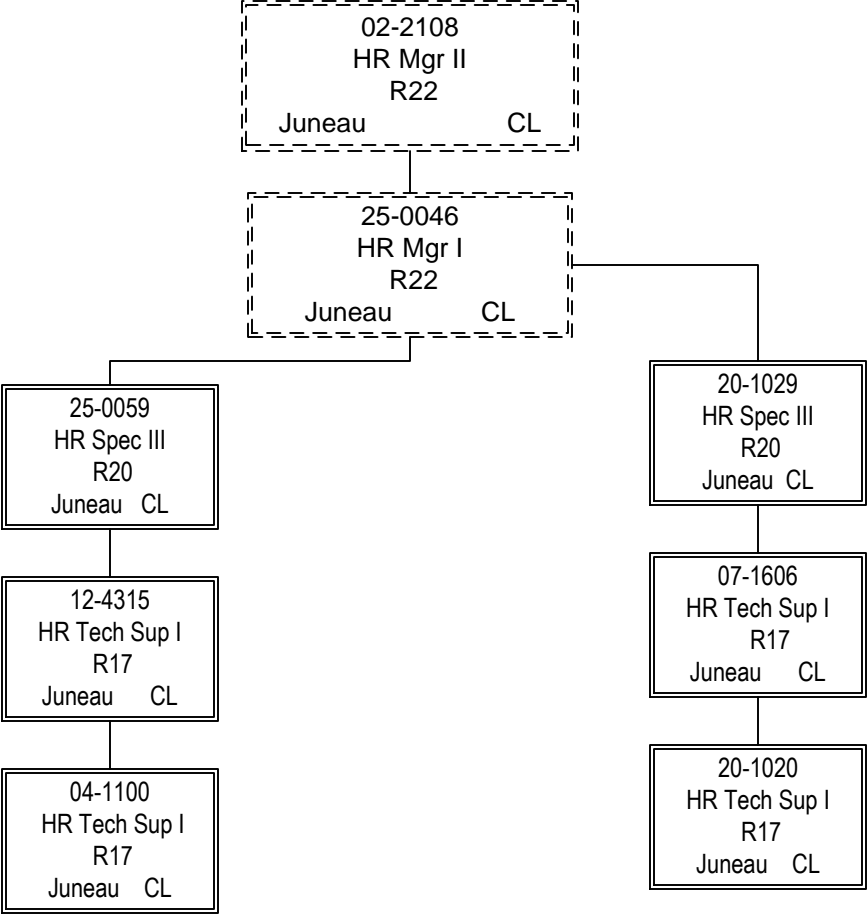 02-2108
HR Mgr II
R22
Juneau CL
25-0046
HR Mgr I
R22
Juneau CL
25-0059
HR Spec III
R20
Juneau CL
12-4315
HR Tech Sup I
R17
Juneau CL
04-1100
HR Tech Sup I
R17
Juneau CL
20-1029
HR Spec III
R20
Juneau CL
07-1606
HR Tech Sup I
R17
Juneau CL
20-1020
HR Tech Sup I
R17
Juneau CL